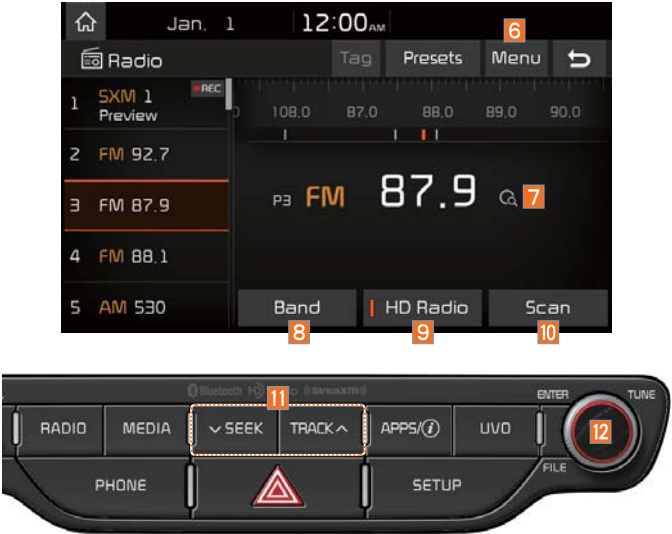 Jan. 1 12:00AM
6
Radio Tag Presets Menu
1 SXM 1 REC
Preview
108.0 87.0 88.0 89.0 90.0
2 FM 92.7
3 FM 87.9
P3 FM 87.9 7
4 FM 88.1
5 AM 530
Band HD Radio Scan
8 9 10
Bluetooth HD ((SiriusXM))
11
ENTER TUNE
RADIO MEDIA SEEK TRACK APPS/i UVO 12
FILE
PHONE SETUP